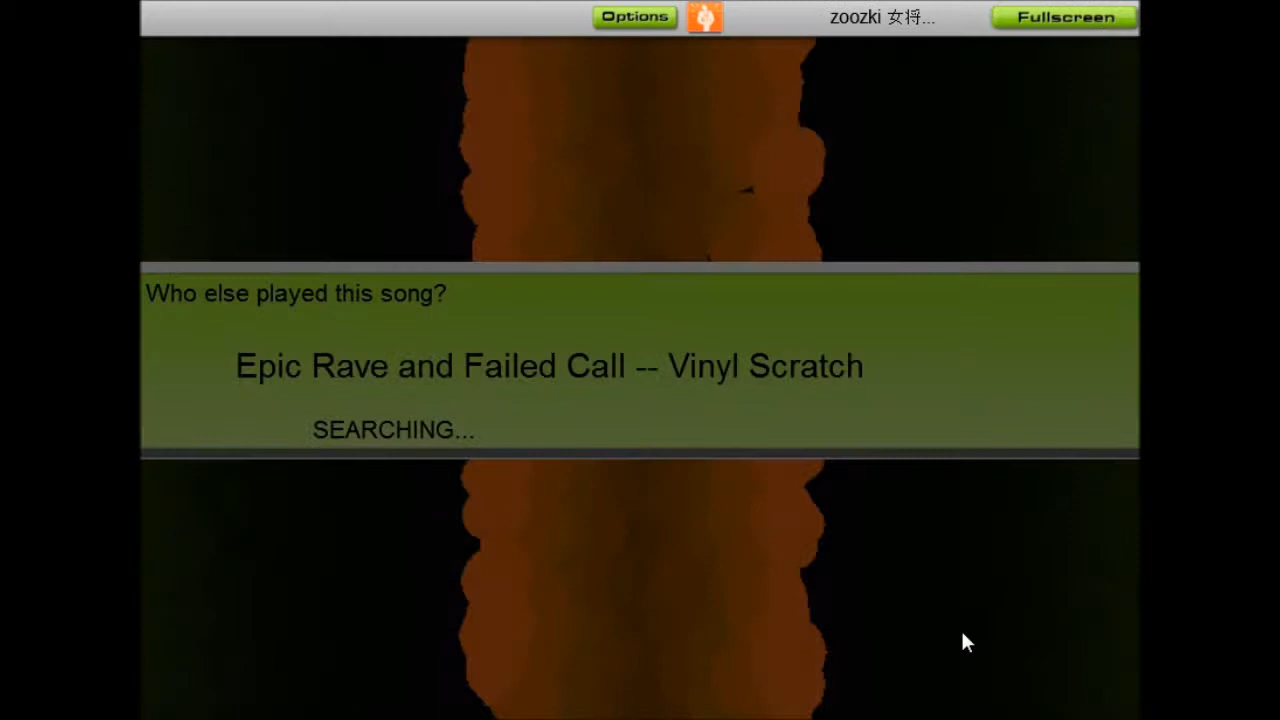 Options
zoozki 女将...
Fullscreen
Who else played this song?
Epic Rave and Failed Call -- Vinyl Scratch
SEARCHING...